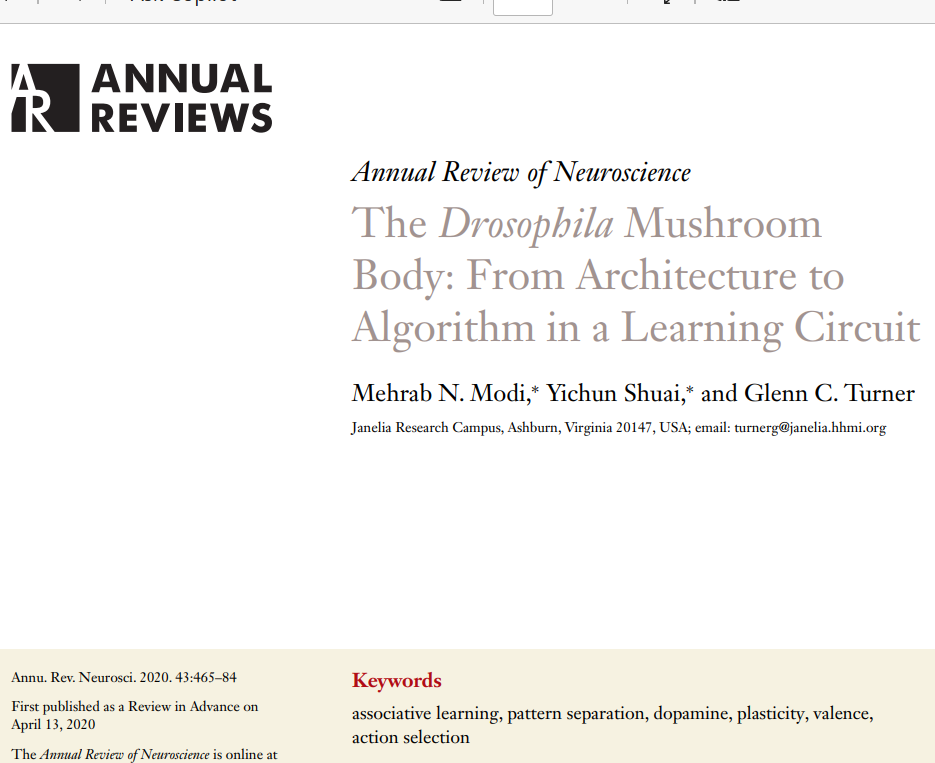 ANNUAL
REVIEWS
Annual Review of Neuroscience
The Drosophila Mushroom
Body: From Architecture to
Algorithm in a Learning Circuit
Mehrab N. Modi,* Yichun Shuai,* and Glenn C. Turner
Janelia Research Campus, Ashburn, Virginia 20147, USA; email: turnerg@janelia.hhmi.org
Annu. Rev. Neurosci. 2020. 43:465–84
First published as a Review in Advance on
April 13, 2020
The Annual Review of Neuroscience is online at
Keywords
associative learning, pattern separation, dopamine, plasticity, valence,
action selection